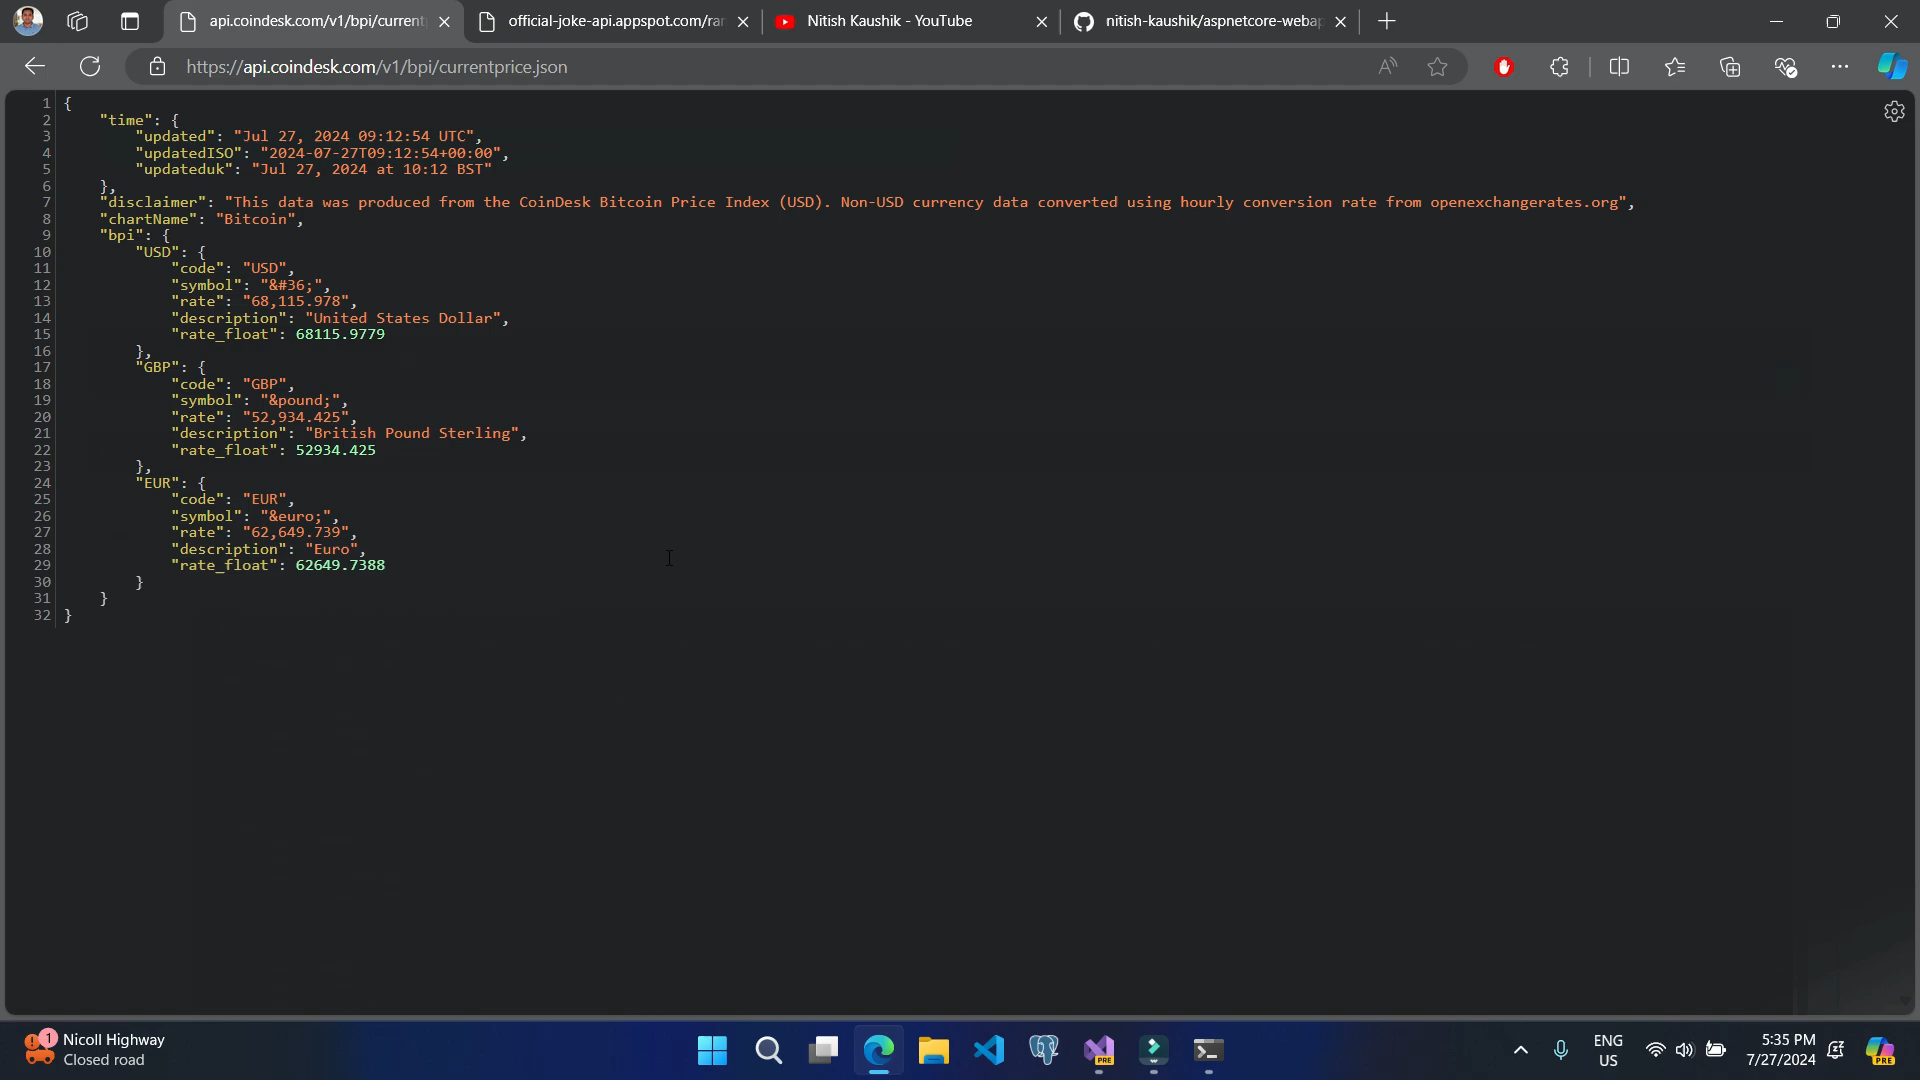 api.coindesk.com/v1/bpi/current
official-joke-api.appspot.com/ra
Nitish Kaushik - YouTube
nitish-kaushik/aspnetcore-webap
https://api.coindesk.com/v1/bpi/currentprice.json
1 {
2 "time": {
3 "updated": "Jul 27, 2024 09:12:54 UTC",
4 "updatedISO": "2024-07-27T09:12:54+00:00",
5 "updateduk": "Jul 27, 2024 at 10:12 BST"
6 },
7 "disclaimer": "This data was produced from the CoinDesk Bitcoin Price Index (USD). Non-USD currency data converted using hourly conversion rate from openexchangerates.org",
8 "chartName": "Bitcoin",
9 "bpi": {
10 "USD": {
11 "code": "USD",
12 "symbol": "&#36;",
13 "rate": "68,115.978",
14 "description": "United States Dollar",
15 "rate_float": 68115.9779
16 },
17 "GBP": {
18 "code": "GBP",
19 "symbol": "&pound;",
20 "rate": "52,934.425",
21 "description": "British Pound Sterling",
22 "rate_float": 52934.425
23 },
24 "EUR": {
25 "code": "EUR",
26 "symbol": "&euro;",
27 "rate": "62,649.739",
28 "description": "Euro",
29 "rate_float": 62649.7388
30 }
31 }
32 }
1
Nicoll Highway
Closed road
PRE
ENG
US
5:35 PM
7/27/2024
PRE